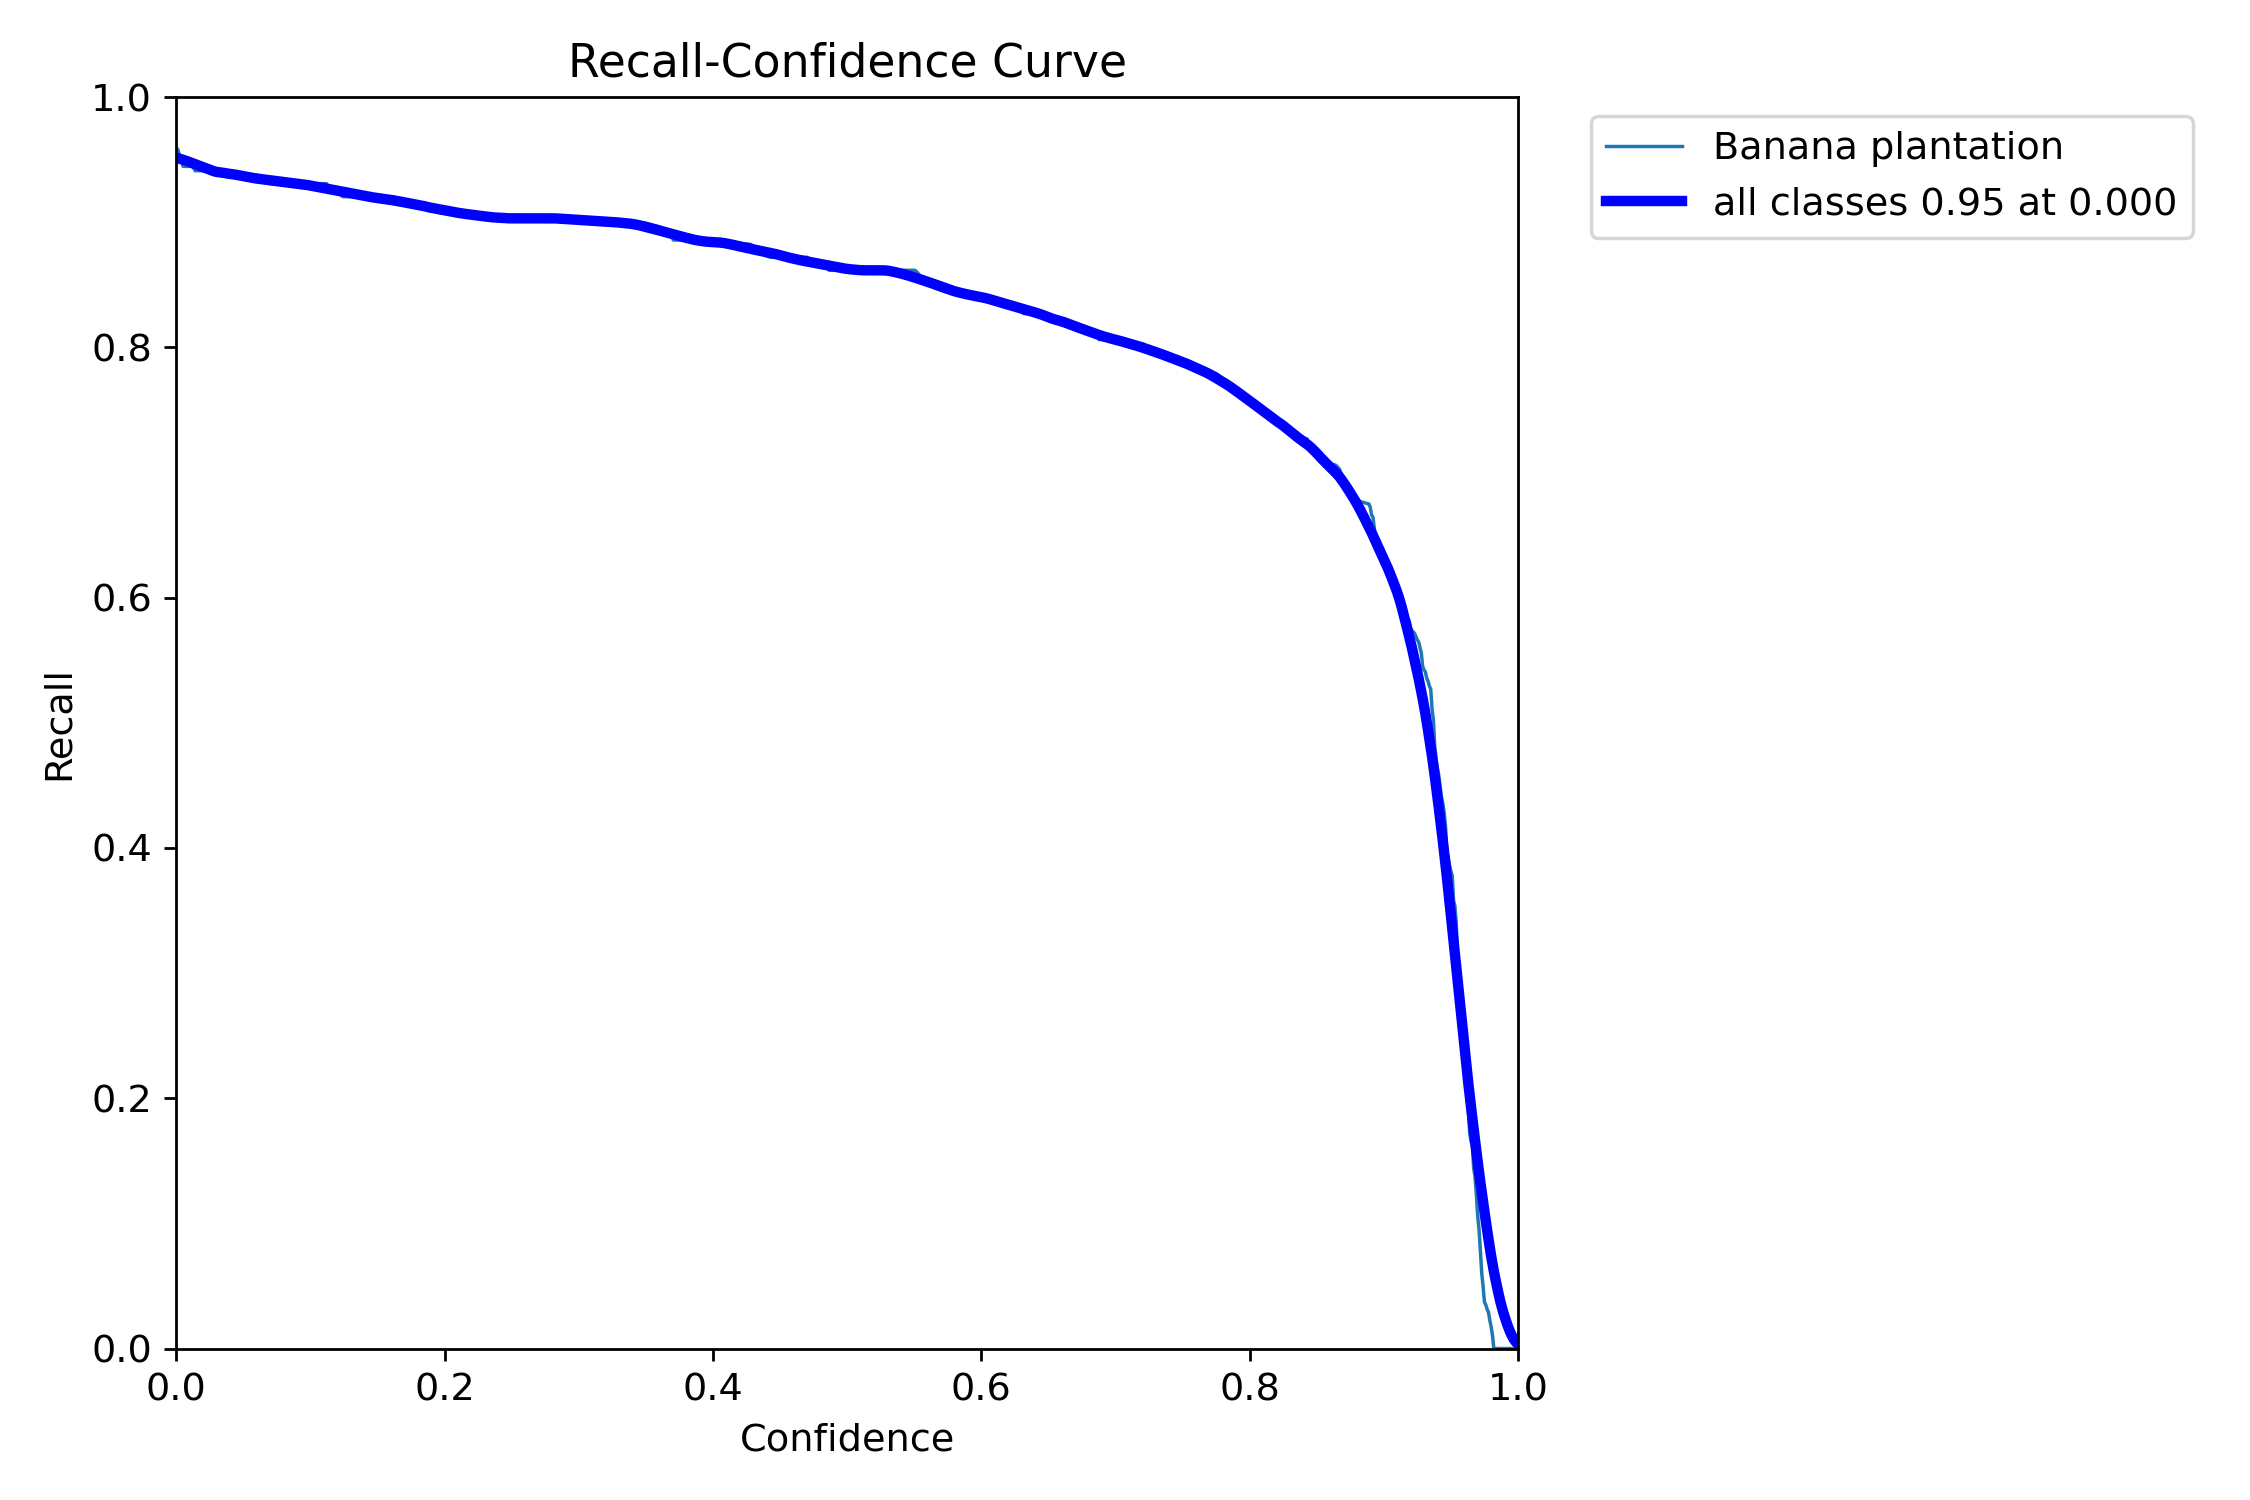 Recall-Confidence Curve
1.0
0.8
0.6
0.4
0.2
0.0
Recall
0.0 0.2 0.4 0.6 0.8 1.0
Confidence
Banana plantation
all classes 0.95 at 0.000